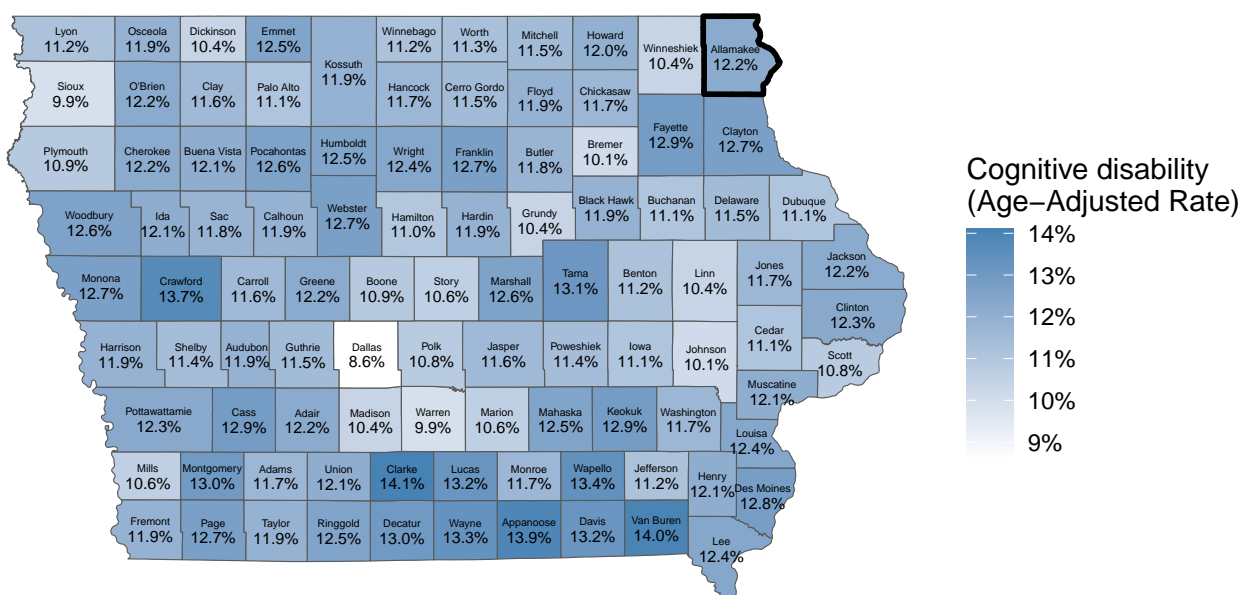 Lyon
11.2%
Osceola
11.9%
Dickinson
10.4%
Emmet
12.5%
Kossuth
11.9%
Winnebago
11.2%
Worth
11.3%
Mitchell
11.5%
Howard
12.0%
Winneshiek
10.4%
Allamakee
12.2%
Sioux
9.9%
O'Brien
12.2%
Clay
11.6%
Palo Alto
11.1%
Hancock
11.7%
Cerro Gordo
11.5%
Floyd
11.9%
Chickasaw
11.7%
Fayette
12.9%
Clayton
12.7%
Plymouth
10.9%
Cherokee
12.2%
Buena Vista
12.1%
Pocahontas
12.6%
Humboldt
12.5%
Wright
12.4%
Franklin
12.7%
Butler
11.8%
Bremer
10.1%
Woodbury
12.6%
Ida
12.1%
Sac
11.8%
Calhoun
11.9%
Webster
12.7%
Hamilton
11.0%
Hardin
11.9%
Grundy
10.4%
Black Hawk
11.9%
Buchanan
11.1%
Delaware
11.5%
Dubuque
11.1%
Monona
12.7%
Crawford
13.7%
Carroll
11.6%
Greene
12.2%
Boone
10.9%
Story
10.6%
Marshall
12.6%
Tama
13.1%
Benton
11.2%
Linn
10.4%
Jones
11.7%
Jackson
12.2%
Clinton
12.3%
Harrison
11.9%
Shelby
11.4%
Audubon
11.9%
Guthrie
11.5%
Dallas
8.6%
Polk
10.8%
Jasper
11.6%
Poweshiek
11.4%
Iowa
11.1%
Johnson
10.1%
Cedar
11.1%
Scott
10.8%
Muscatine
12.1%
Pottawattamie
12.3%
Cass
12.9%
Adair
12.2%
Madison
10.4%
Warren
9.9%
Marion
10.6%
Mahaska
12.5%
Keokuk
12.9%
Washington
11.7%
Louisa
12.4%
Mills
10.6%
Montgomery
13.0%
Adams
11.7%
Union
12.1%
Clarke
14.1%
Lucas
13.2%
Monroe
11.7%
Wapello
13.4%
Jefferson
11.2%
Henry
12.1%
Des Moines
12.8%
Fremont
11.9%
Page
12.7%
Taylor
11.9%
Ringgold
12.5%
Decatur
13.0%
Wayne
13.3%
Appanoose
13.9%
Davis
13.2%
Van Buren
14.0%
Lee
12.4%
Cognitive disability
(Age−Adjusted Rate)
14%
13%
12%
11%
10%
9%